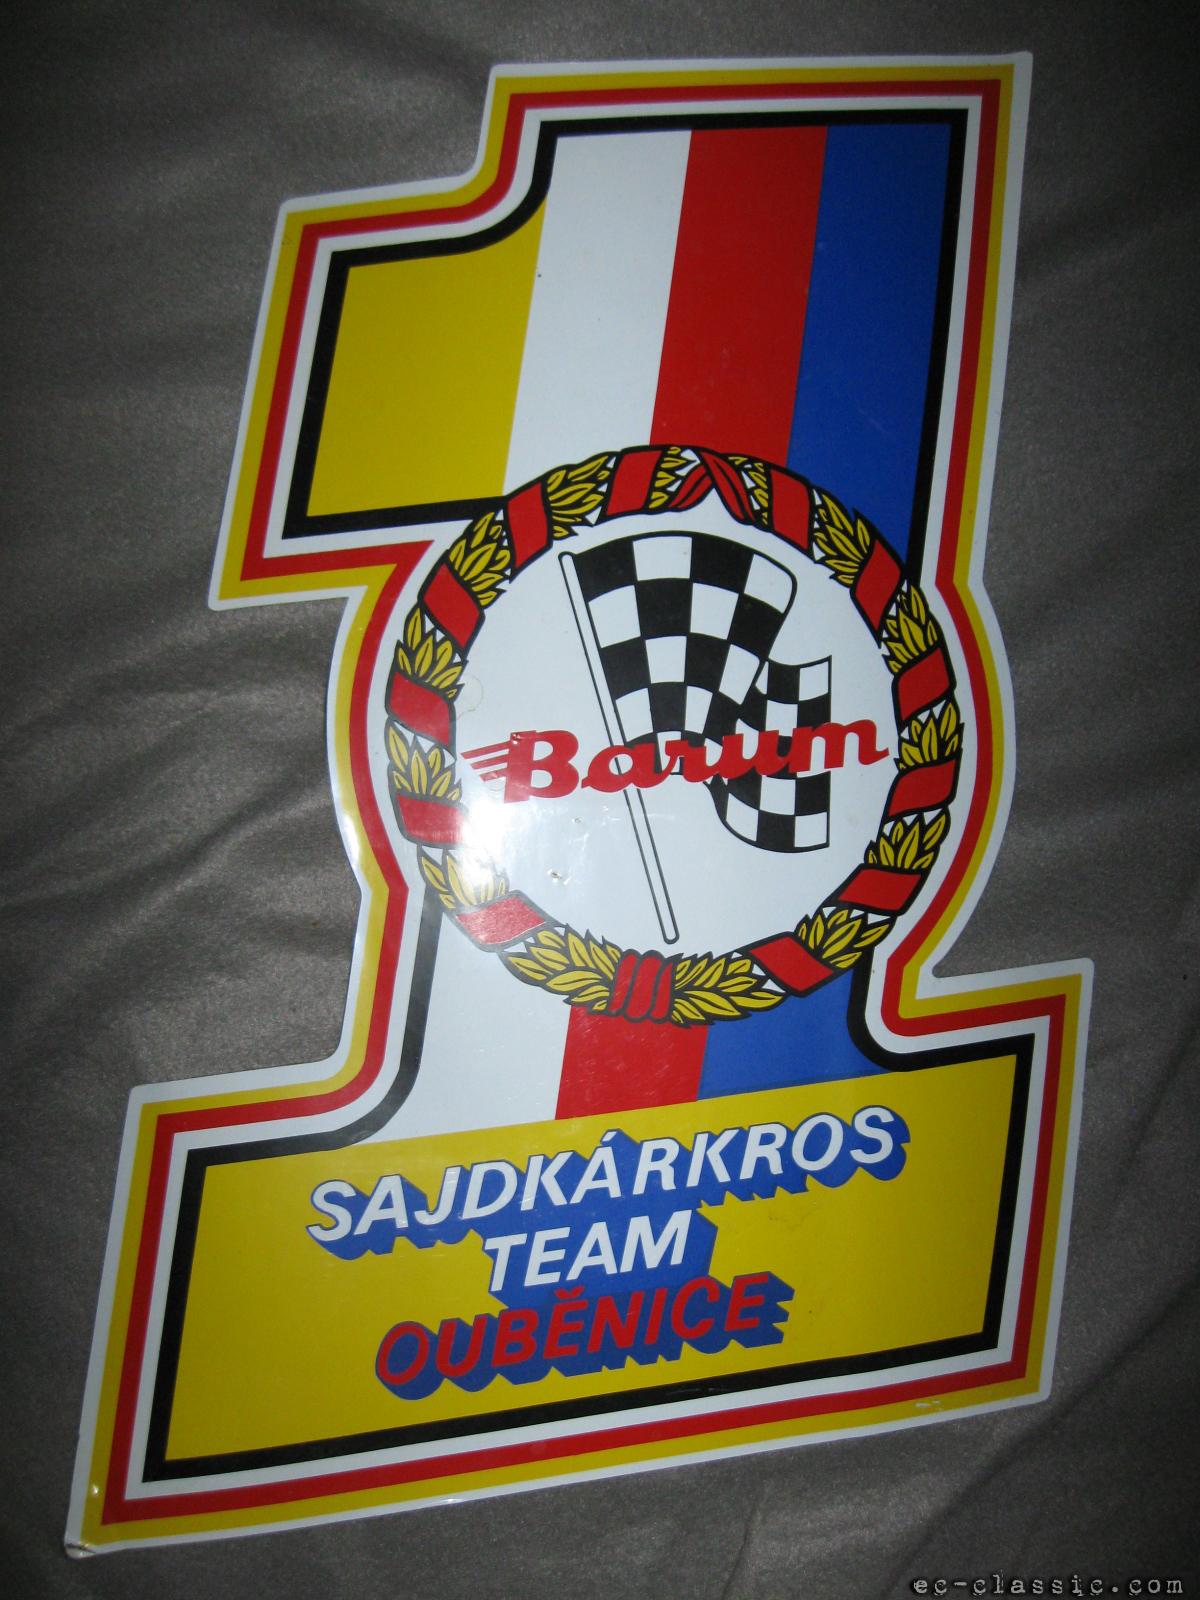 Barum
SAJDKÁRKROS
TEAM
OUBĚNICE
ec-classic.com